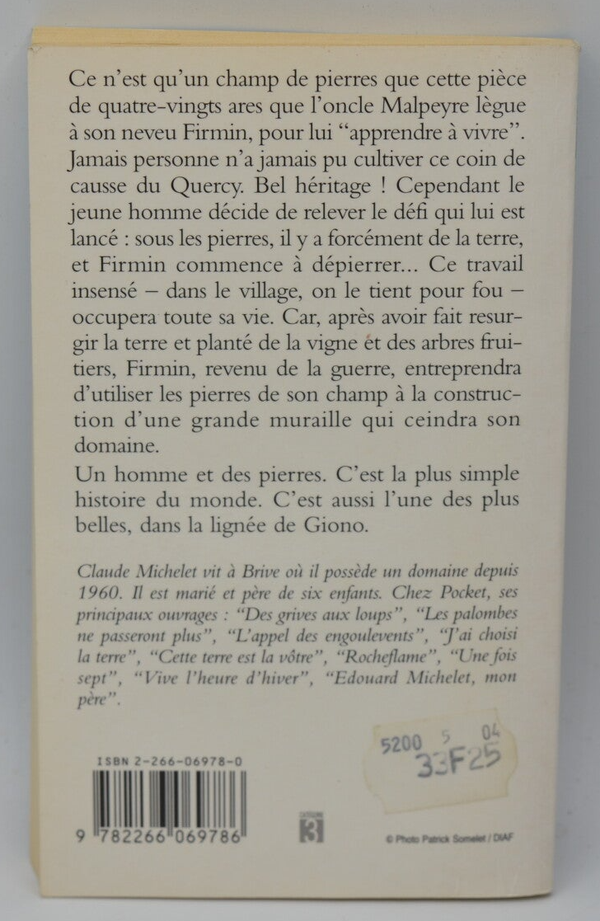 Ce n'est qu'un champ de pierres que cette pièce
de quatre-vingts ares que l'oncle Malpeyre lègue
à son neveu Firmin, pour lui “apprendre à vivre”.
Jamais personne n'a jamais pu cultiver ce coin de
causse du Quercy. Bel héritage ! Cependant le
jeune homme décide de relever le défi qui lui est
lancé : sous les pierres, il y a forcément de la terre,
et Firmin commence à dépierrer... Ce travail
insensé – dans le village, on le tient pour fou –
occupera toute sa vie. Car, après avoir fait resur-
gir la terre et planté de la vigne et des arbres frui-
tiers, Firmin, revenu de la guerre, entreprendra
d'utiliser les pierres de son champ à la construc-
tion d'une grande muraille qui ceindra son
domaine.
Un homme et des pierres. C'est la plus simple
histoire du monde. C'est aussi l'une des plus
belles, dans la lignée de Giono.
Claude Michelet vit à Brive où il possède un domaine depuis
1960. Il est marié et père de six enfants. Chez Pocket, ses
principaux ouvrages : “Des grives aux loups”, “Les palombes
ne passeront plus”, “L'appel des engoulevents”, “J'ai choisi
la terre”, “Cette terre est la vôtre”, “Rocheflame”, “Une fois
sept”, “Vive l'heure d'hiver”, “Edouard Michelet, mon
père”.
5200 5 04
33F25
ISBN 2-266-06978-0
9 782266 069786
3
© Photo Patrick Somelet / DIAF